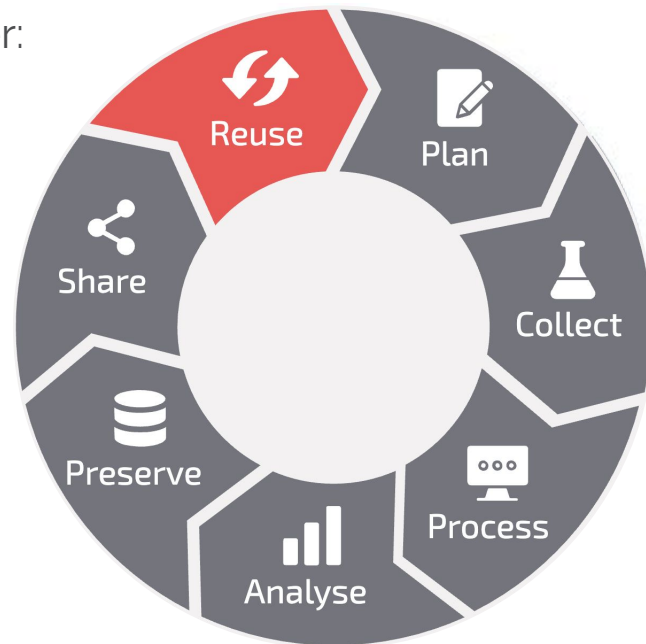 r:
Reuse
Plan
Collect
Process
Analyse
Preserve
Share